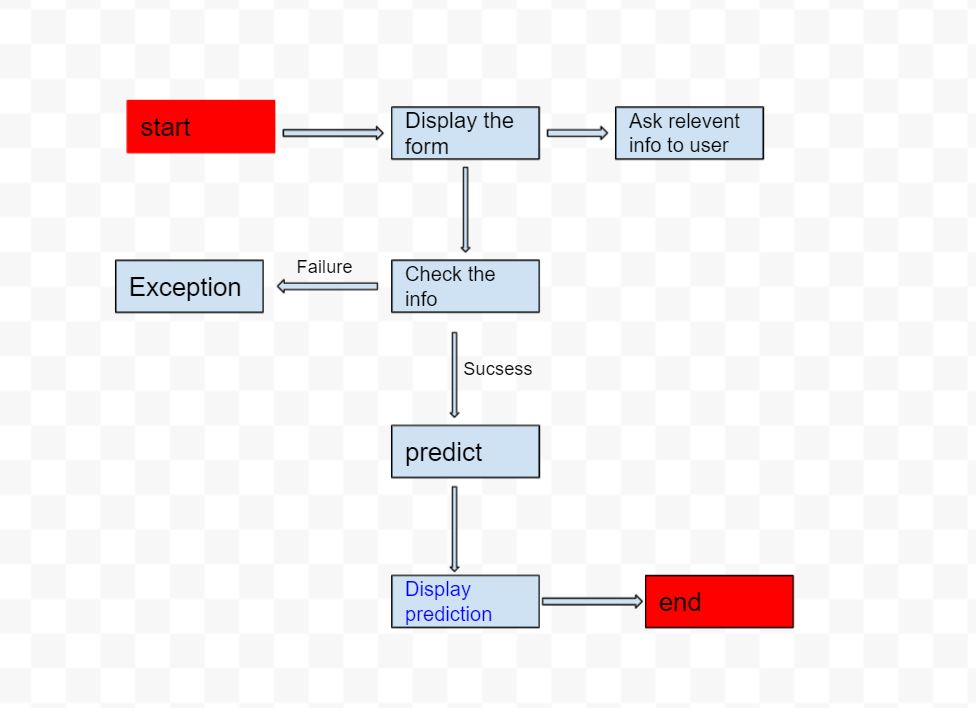 start
Display the
form
Ask relevent
info to user
Exception
Failure
Check the
info
Sucsess
predict
Display
prediction
end